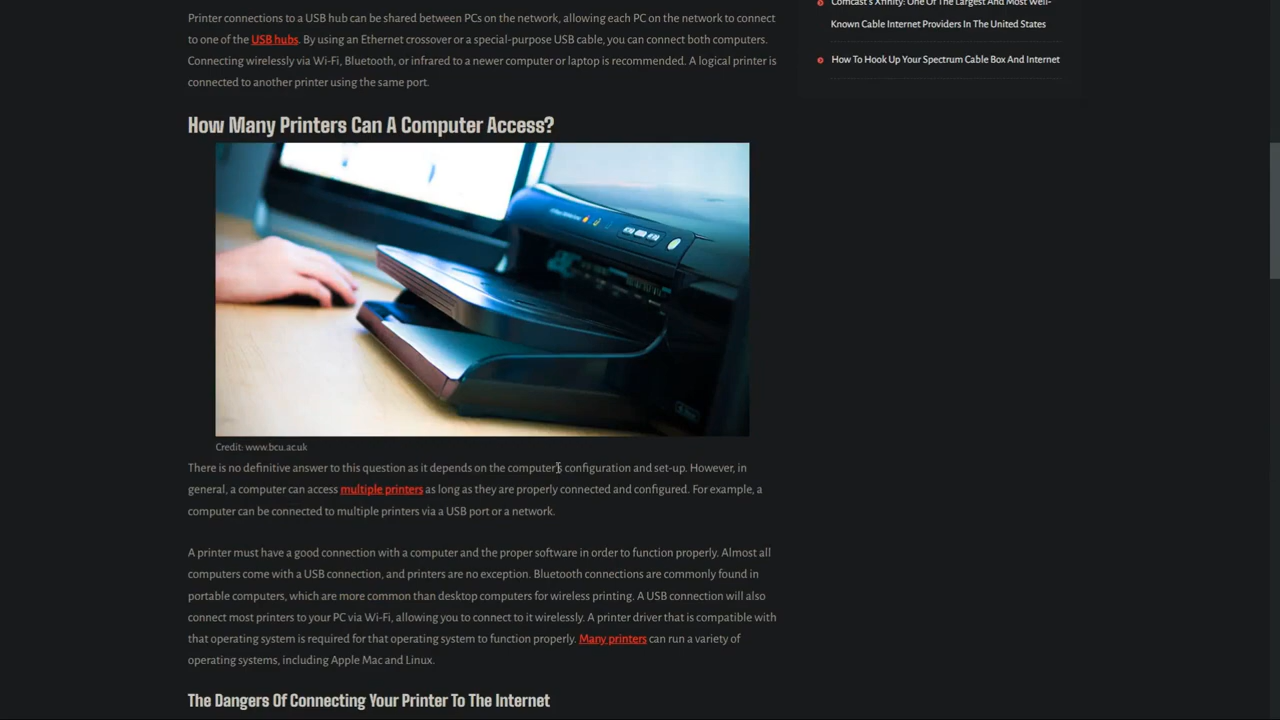 Printer connections to a USB hub can be shared between PCs on the network, allowing each PC on the network to connect
to one of the USB hubs. By using an Ethernet crossover or a special-purpose USB cable, you can connect both computers.
Connecting wirelessly via Wi-Fi, Bluetooth, or infrared to a newer computer or laptop is recommended. A logical printer is
connected to another printer using the same port.
How Many Printers Can A Computer Access?
Credit: www.bcu.ac.uk
There is no definitive answer to this question as it depends on the computer's configuration and set-up. However, in
general, a computer can access multiple printers as long as they are properly connected and configured. For example, a
computer can be connected to multiple printers via a USB port or a network.
A printer must have a good connection with a computer and the proper software in order to function properly. Almost all
computers come with a USB connection, and printers are no exception. Bluetooth connections are commonly found in
portable computers, which are more common than desktop computers for wireless printing. A USB connection will also
connect most printers to your PC via Wi-Fi, allowing you to connect to it wirelessly. A printer driver that is compatible with
that operating system is required for that operating system to function properly. Many printers can run a variety of
operating systems, including Apple Mac and Linux.
The Dangers Of Connecting Your Printer To The Internet
Comcast's Xfinity: One Of The Largest And Most Well-
Known Cable Internet Providers In The United States
How To Hook Up Your Spectrum Cable Box And Internet